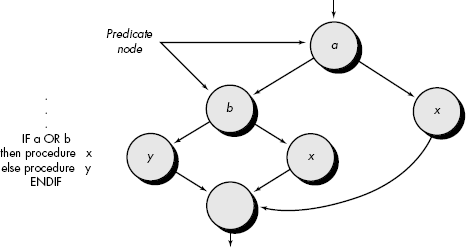 Predicate
node
a
b
x
y
x
.
.
.
IF a OR b
then procedure x
else procedure y
ENDIF